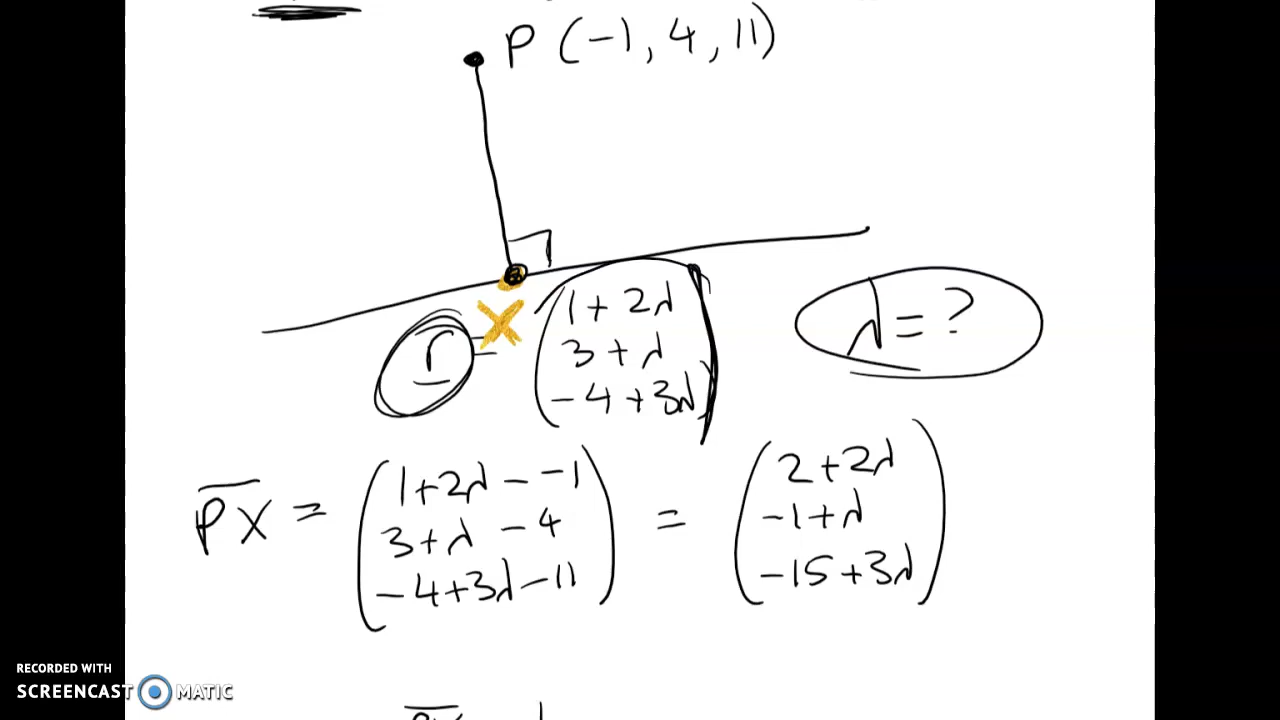 P (-1, 4, 11)
X
r = (1 + 2λ
3 + λ
-4 + 3λ)
λ = ?
PX = (1+2λ - -1
3+λ - 4
-4+3λ-11) = (2+2λ
-1+λ
-15+3λ)
RECORDED WITH
SCREENCAST MATIC